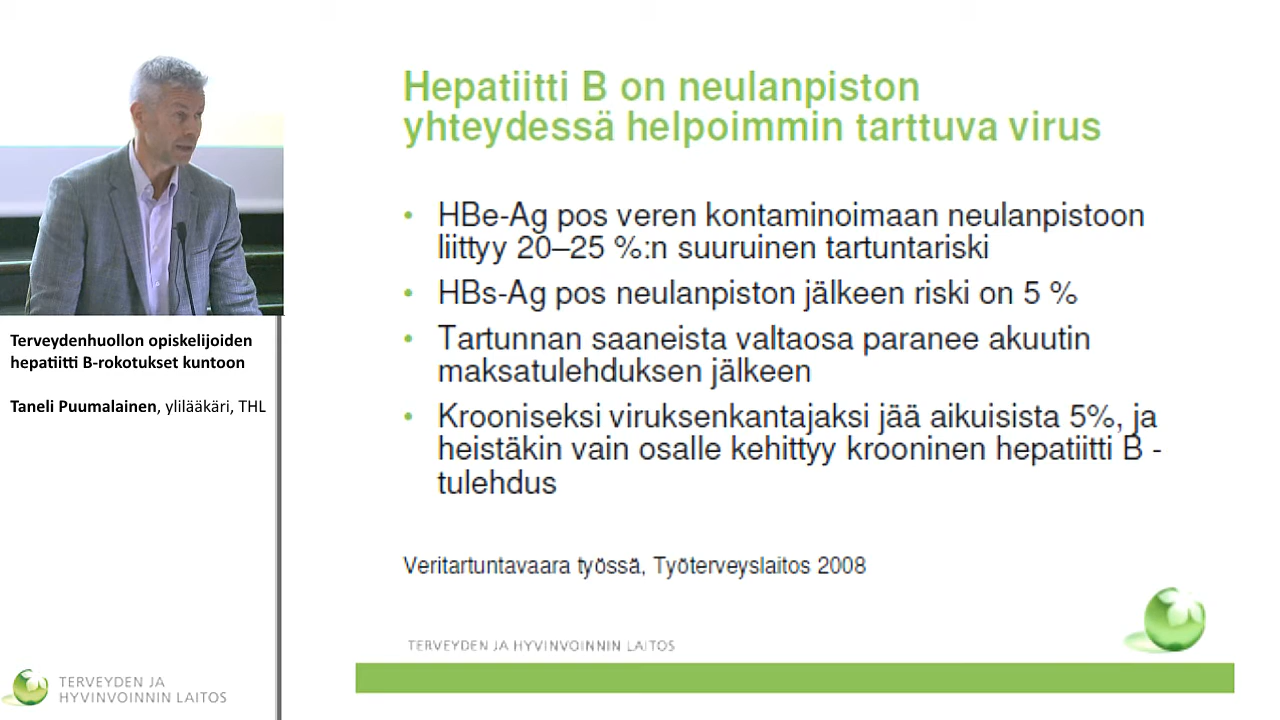 Hepatiitti B on neulanpiston
yhteydessä helpoimmin tarttuva virus
• HBe-Ag pos veren kontaminoimaan neulanpistoon
liittyy 20–25 %:n suuruinen tartuntariski
• HBs-Ag pos neulanpiston jälkeen riski on 5 %
• Tartunnan saaneista valtaosa paranee akuutin
maksatulehduksen jälkeen
• Krooniseksi viruksenkantajaksi jää aikuisista 5%, ja
heistäkin vain osalle kehittyy krooninen hepatiitti B -
tulehdus
Veritartuntavaara työssä, Työterveyslaitos 2008
TERVEYDEN JA HYVINVOINNIN LAITOS
Terveydenhuollon opiskelijoiden
hepatiitti B-rokotukset kuntoon
Taneli Puumalainen, ylilääkäri, THL
TERVEYDEN JA
HYVINVOINNIN LAITOS